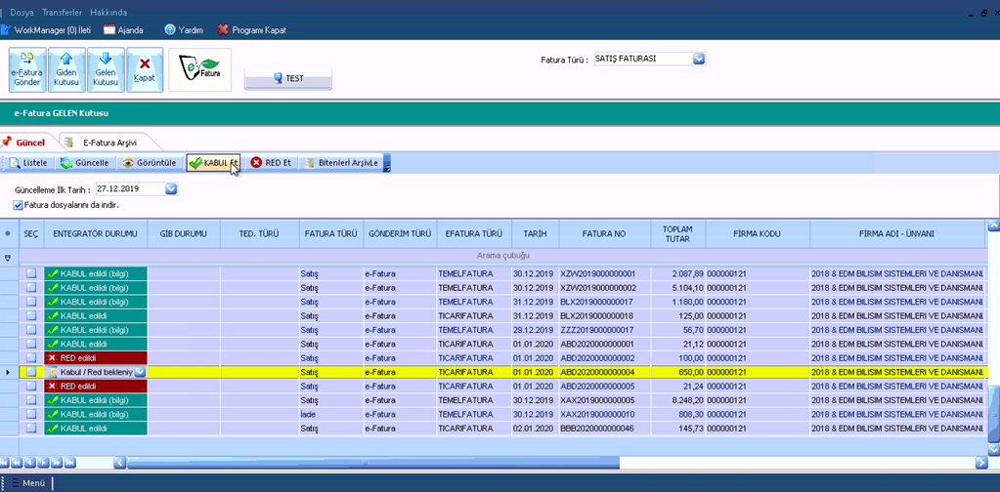 Dosya Transferler Hakkında
WorkManager (0) İleti Ajanda Yardım Programı Kapat
e-Fatura Gönder Giden Kutusu Gelen Kutusu Kapat e-Fatura TEST Fatura Türü : SATIŞ FATURASI
e-Fatura GELEN Kutusu
Güncel E-Fatura Arşivi
Listele Güncelle Görüntüle KABUL Et RED Et Bitenleri Arşivle
Güncelleme İlk Tarih : 27.12.2019
Fatura dosyalarını da indir.
SEÇ ENTEGRATÖR DURUMU GİB DURUMU TED. TÜRÜ FATURA TÜRÜ GÖNDERİM TÜRÜ EFATURA TÜRÜ TARİH FATURA NO TOPLAM TUTAR FİRMA KODU FİRMA ADI - ÜNVANI
Arama çubuğu
KABUL edildi (bilgi) Satış e-Fatura TEMELFATURA 30.12.2019 XZW2019000000001 2.087,89 000000121 2018 & EDM BILISIM SISTEMLERI VE DANISMANL
KABUL edildi (bilgi) Satış e-Fatura TEMELFATURA 30.12.2019 XZW2019000000002 5.104,10 000000121 2018 & EDM BILISIM SISTEMLERI VE DANISMANL
KABUL edildi (bilgi) Satış e-Fatura TEMELFATURA 31.12.2019 BLX2019000000017 1.180,00 000000121 2018 & EDM BILISIM SISTEMLERI VE DANISMANL
KABUL edildi Satış e-Fatura TICARIFATURA 31.12.2019 BLX2019000000018 125,00 000000121 2018 & EDM BILISIM SISTEMLERI VE DANISMANL
KABUL edildi (bilgi) Satış e-Fatura TEMELFATURA 29.12.2019 ZZZ2019000000017 56,70 000000121 2018 & EDM BILISIM SISTEMLERI VE DANISMANL
KABUL edildi Satış e-Fatura TICARIFATURA 01.01.2020 ABD2020000000001 21,12 000000121 2018 & EDM BILISIM SISTEMLERI VE DANISMANL
RED edildi Satış e-Fatura TICARIFATURA 01.01.2020 ABD2020000000002 100,00 000000121 2018 & EDM BILISIM SISTEMLERI VE DANISMANL
Kabul / Red bekleniy Satış e-Fatura TICARIFATURA 01.01.2020 ABD2020000000004 650,00 000000121 2018 & EDM BILISIM SISTEMLERI VE DANISMANL
RED edildi Satış e-Fatura TICARIFATURA 01.01.2020 ABD2020000000005 21,24 000000121 2018 & EDM BILISIM SISTEMLERI VE DANISMANL
KABUL edildi (bilgi) Satış e-Fatura TEMELFATURA 30.12.2019 XAX2019000000005 8.248,20 000000121 2018 & EDM BILISIM SISTEMLERI VE DANISMANL
KABUL edildi (bilgi) İade e-Fatura TEMELFATURA 30.12.2019 XAX2019000000010 808,30 000000121 2018 & EDM BILISIM SISTEMLERI VE DANISMANL
KABUL edildi Satış e-Fatura TICARIFATURA 02.01.2020 BBB2020000000046 145,73 000000121 2018 & EDM BILISIM SISTEMLERI VE DANISMANL
Menü